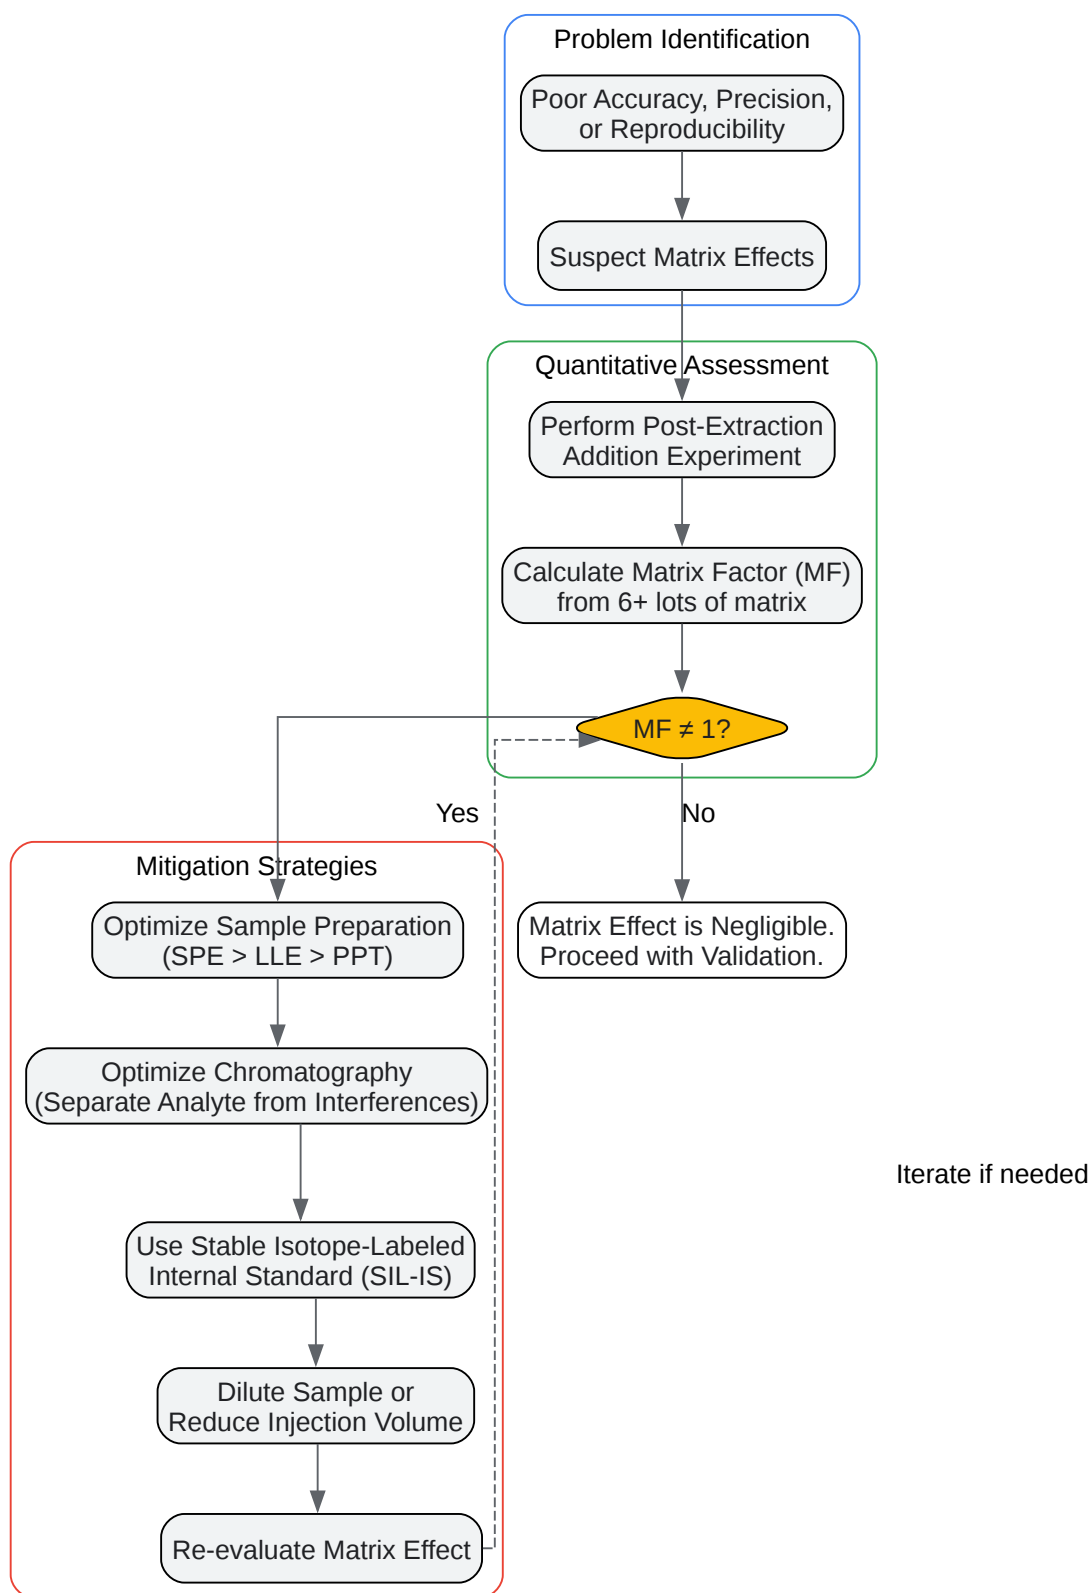 Problem Identification
Poor Accuracy, Precision,
or Reproducibility
Suspect Matrix Effects
Quantitative Assessment
Perform Post-Extraction
Addition Experiment
Calculate Matrix Factor (MF)
from 6+ lots of matrix
MF ≠ 1?
Yes
No
Mitigation Strategies
Optimize Sample Preparation
(SPE > LLE > PPT)
Matrix Effect is Negligible.
Proceed with Validation.
Optimize Chromatography
(Separate Analyte from Interferences)
Iterate if needed
Use Stable Isotope-Labeled
Internal Standard (SIL-IS)
Dilute Sample or
Reduce Injection Volume
Re-evaluate Matrix Effect